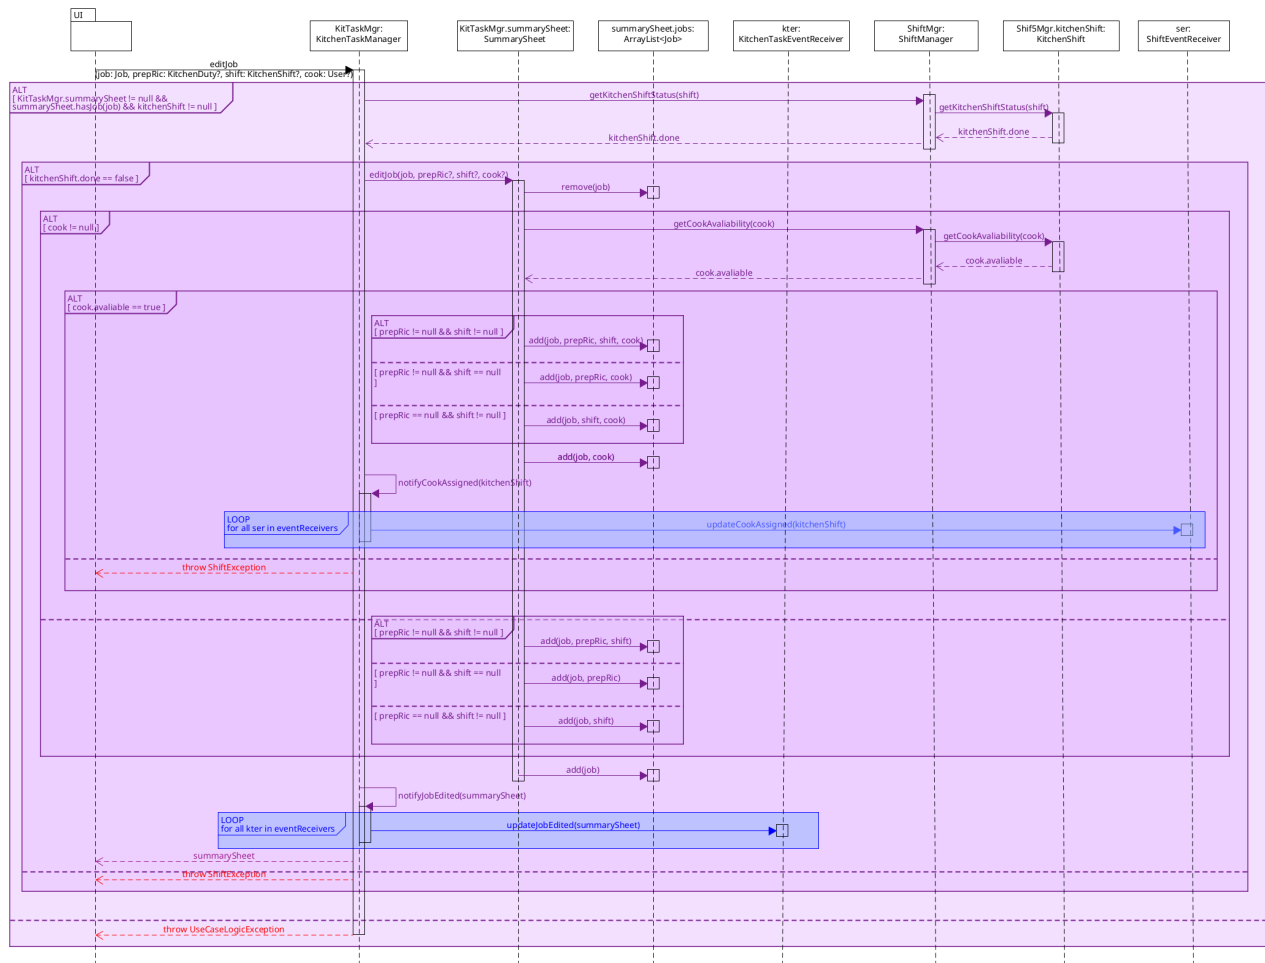 UI
KitTaskMgr:
KitchenTaskManager
KitTaskMgr.summarySheet:
SummarySheet
summarySheet.jobs:
ArrayList<Job>
kter:
KitchenTaskEventReceiver
ShiftMgr:
ShiftManager
Shif5Mgr.kitchenShift:
KitchenShift
ser:
ShiftEventReceiver
editJob
(job: Job, prepRic: KitchenDuty?, shift: KitchenShift?, cook: User?)
ALT
[ KitTaskMgr.summarySheet != null &&
summarySheet.hasJob(job) && kitchenShift != null ]
getKitchenShiftStatus(shift)
getKitchenShiftStatus(shift)
kitchenShift.done
kitchenShift.done
ALT
[ kitchenShift.done == false ]
editJob(job, prepRic?, shift?, cook?)
remove(job)
ALT
[ cook != null ]
getCookAvaliability(cook)
getCookAvaliability(cook)
cook.avaliable
cook.avaliable
ALT
[ cook.avaliable == true ]
ALT
[ prepRic != null && shift != null ]
add(job, prepRic, shift, cook)
[ prepRic != null && shift == null
]
add(job, prepRic, cook)
[ prepRic == null && shift != null ]
add(job, shift, cook)
add(job, cook)
notifyCookAssigned(kitchenShift)
LOOP
for all ser in eventReceivers
updateCookAssigned(kitchenShift)
throw ShiftException
ALT
[ prepRic != null && shift != null ]
add(job, prepRic, shift)
[ prepRic != null && shift == null
]
add(job, prepRic)
[ prepRic == null && shift != null ]
add(job, shift)
add(job)
notifyJobEdited(summarySheet)
LOOP
for all kter in eventReceivers
updateJobEdited(summarySheet)
summarySheet
throw ShiftException
throw UseCaseLogicException